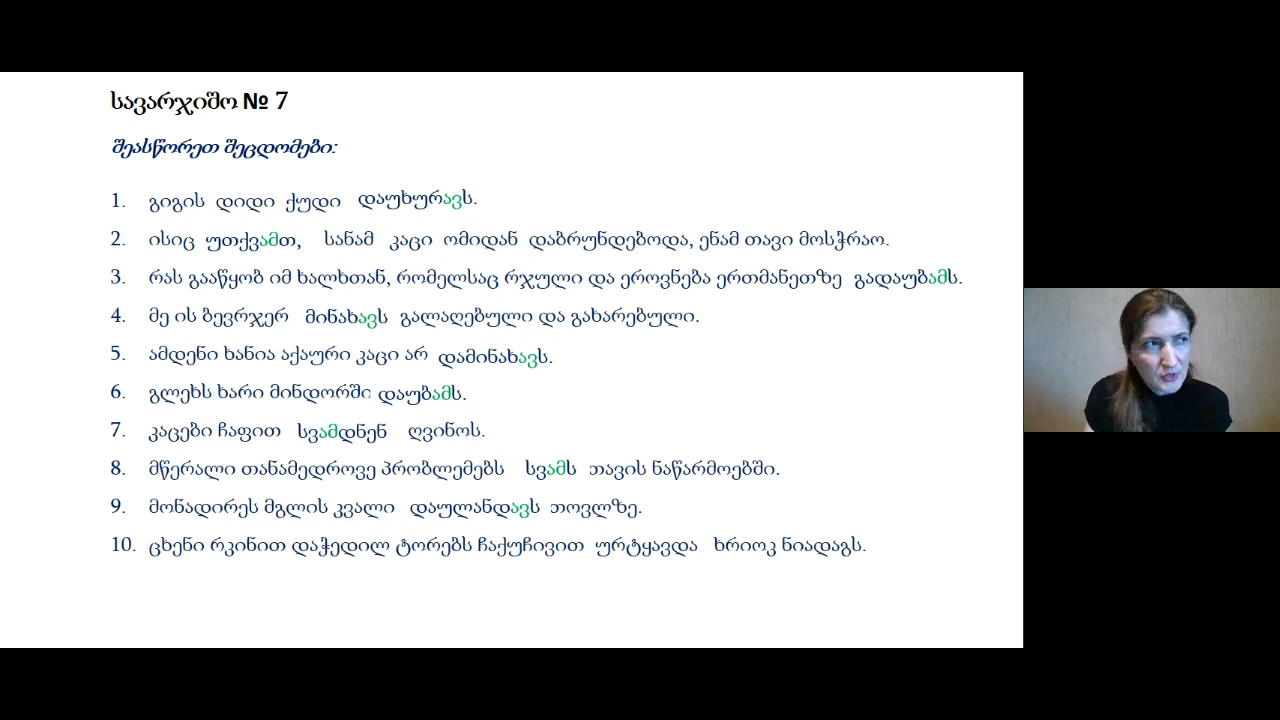 სავარჯიშო № 7
შეასწორეთ შეცდომები:
1. გიგის დიდი ქუდი დაუხურავს.
2. ისიც უთქვამთ, სანამ კაცი ომიდან დაბრუნდებოდა, ენამ თავი მოსჭრაო.
3. რას გააწყობ იმ ხალხთან, რომელსაც რჯული და ეროვნება ერთმანეთზე გადაუბამს.
4. მე ის ბევრჯერ მინახავს გალაღებული და გახარებული.
5. ამდენი ხანია აქაური კაცი არ დამინახავს.
6. გლეხს ხარი მინდორში დაუბამს.
7. კაცები ჩაფით სვამდნენ ღვინოს.
8. მწერალი თანამედროვე პრობლემებს სვამს თავის ნაწარმოებში.
9. მონადირეს მგლის კვალი დაულანდავს თოვლზე.
10. ცხენი რკინით დაჭედილ ტორებს ჩაქუჩივით ურტყავდა ხრიოკ ნიადაგს.